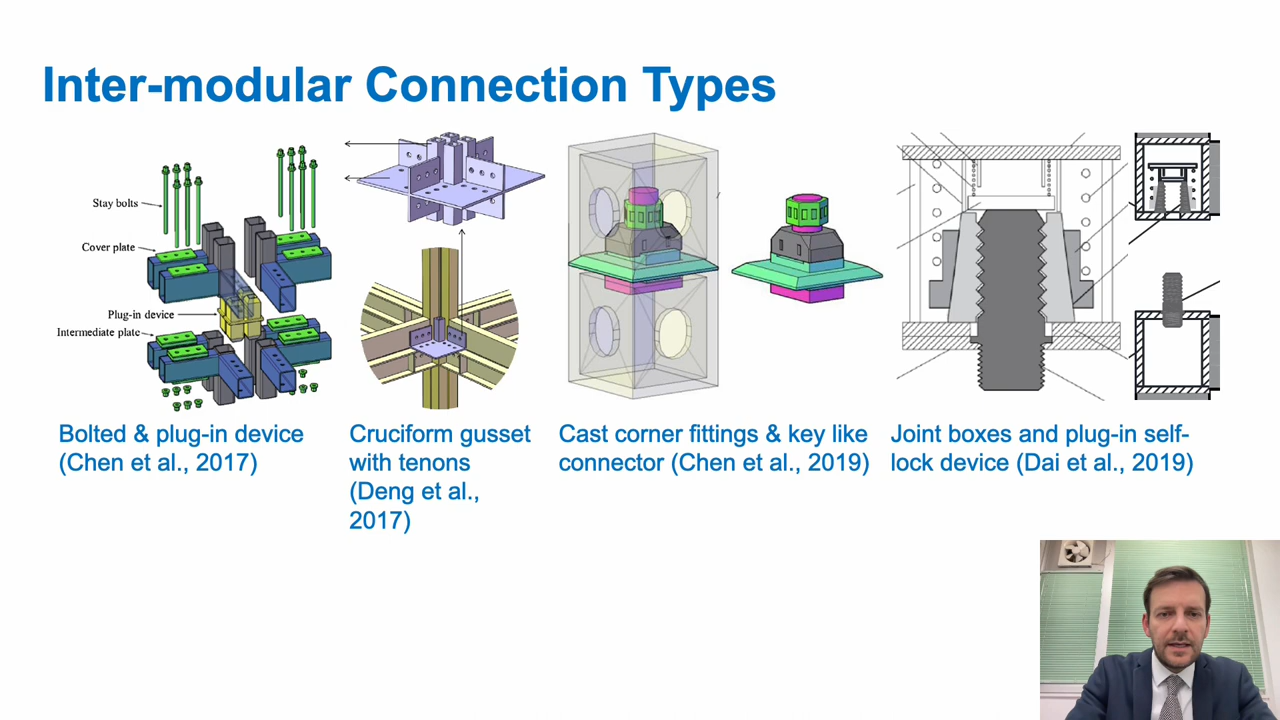 Inter-modular Connection Types
Stay bolts
Cover plate
Plug-in device
Intermediate plate
Bolted & plug-in device
(Chen et al., 2017)
Cruciform gusset
with tenons
(Deng et al.,
2017)
Cast corner fittings & key like
connector (Chen et al., 2019)
Joint boxes and plug-in self-
lock device (Dai et al., 2019)